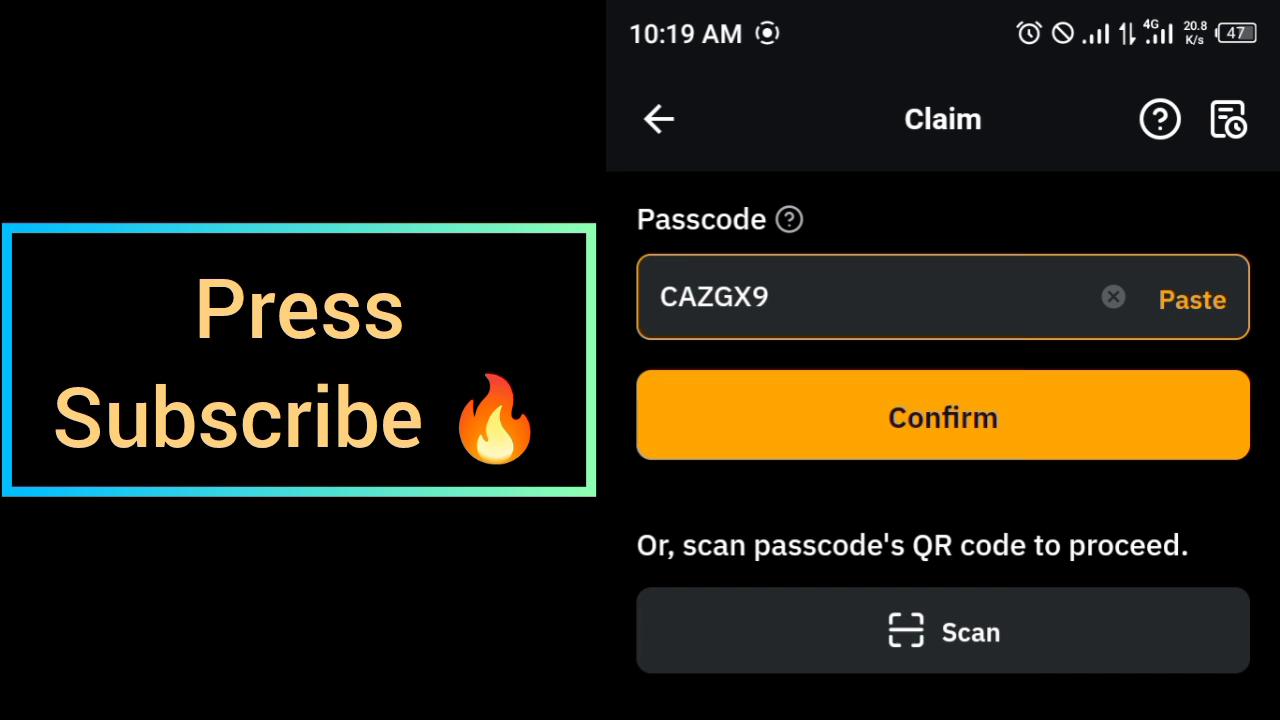 Press
Subscribe 🔥
10:19 AM
4G
20.8
K/s
47
Claim
Passcode
CAZGX9
Paste
Confirm
Or, scan passcode's QR code to proceed.
Scan